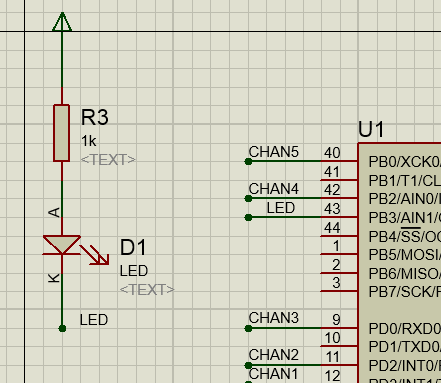 R3
1k
<TEXT>
A
D1
LED
<TEXT>
K
LED
U1
CHAN5 40 PB0/XCK0/
41 PB1/T1/CL
CHAN4 42 PB2/AIN0/
LED 43 PB3/AIN1/
44 PB4/SS/OC
1 PB5/MOSI/
2 PB6/MISO/
3 PB7/SCK/
CHAN3 9 PD0/RXD0
10 PD1/TXD0
CHAN2 11 PD2/INT0/
CHAN1 12